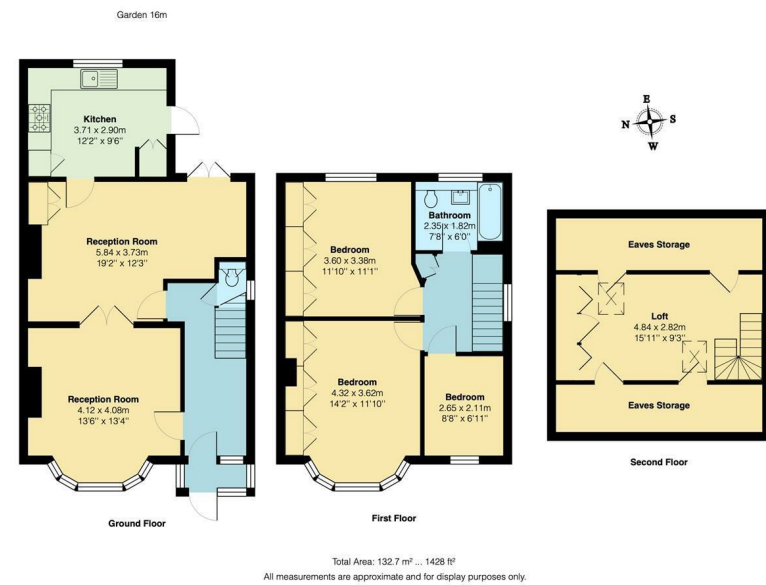 Garden 16m
Kitchen
3.71 x 2.90m
12'2" x 9'6"
E
N
S
W
Reception Room
5.84 x 3.73m
19'2" x 12'3"
Bedroom
3.60 x 3.38m
11'10" x 11'1"
Bathroom
2.35 x 1.82m
7'8" x 6'0"
Eaves Storage
Loft
4.84 x 2.82m
15'11" x 9'3"
Eaves Storage
Reception Room
4.12 x 4.08m
13'6" x 13'4"
Bedroom
4.32 x 3.62m
14'2" x 11'10"
Bedroom
2.65 x 2.11m
8'8" x 6'11"
Second Floor
Ground Floor
First Floor
Total Area: 132.7 m² ... 1428 ft²
All measurements are approximate and for display purposes only.